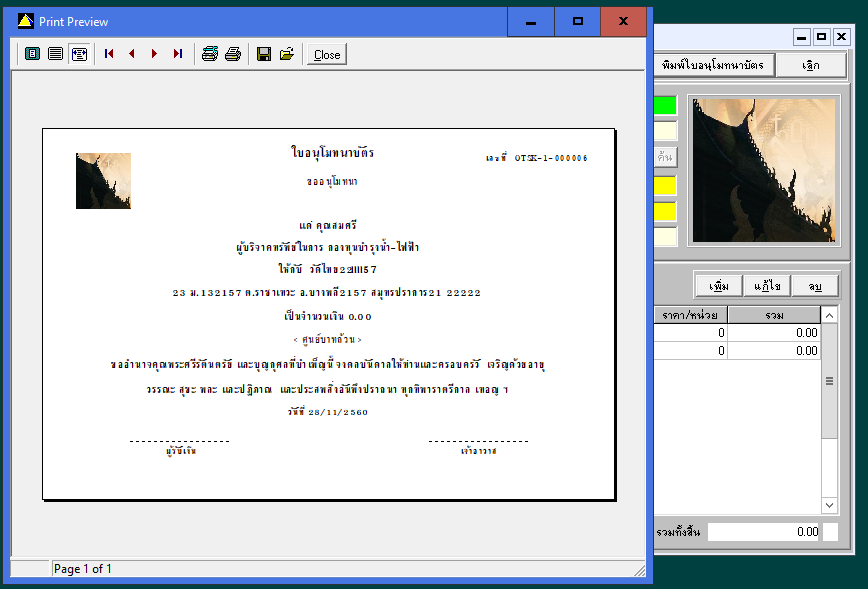 Print Preview
Close
ใบอนุโมทนาบัตร
เลขที่ OTSK-1-000006
ขออนุโมทนา
แด่ คุณสมศรี
ผู้บริจาคทรัพย์ในการ กองทุนบำรุงน้ำ-ไฟฟ้า
ให้กับ วัดไทย
23 ม.132157 ต.ราชาเทวะ อ.บางพลี2157 สมุทรปราการ21 22222
เป็นจำนวนเงิน 0.00
< ศูนย์บาทถ้วน >
ขออำนาจคุณพระศรีรัตนตรัย และบุญกุศลที่บำเพ็ญนี้ จงดลบันดาลให้ท่านและครอบครัว เจริญด้วยอายุ
วรรณะ สุขะ พละ และปฏิภาณ และประสพสิ่งอันพึงปรารถนา ทุกทิพาราตรีกาล เทอญ ฯ
วันที่ 28/11/2560
ผู้รับเงิน
เจ้าอาวาส
Page 1 of 1
พิมพ์ใบอนุโมทนาบัตร
เลิก
ค้น
เพิ่ม
แก้ไข
ลบ
ราคา/หน่วย
รวม
0
0.00
0
0.00
รวมทั้งสิ้น
0.00